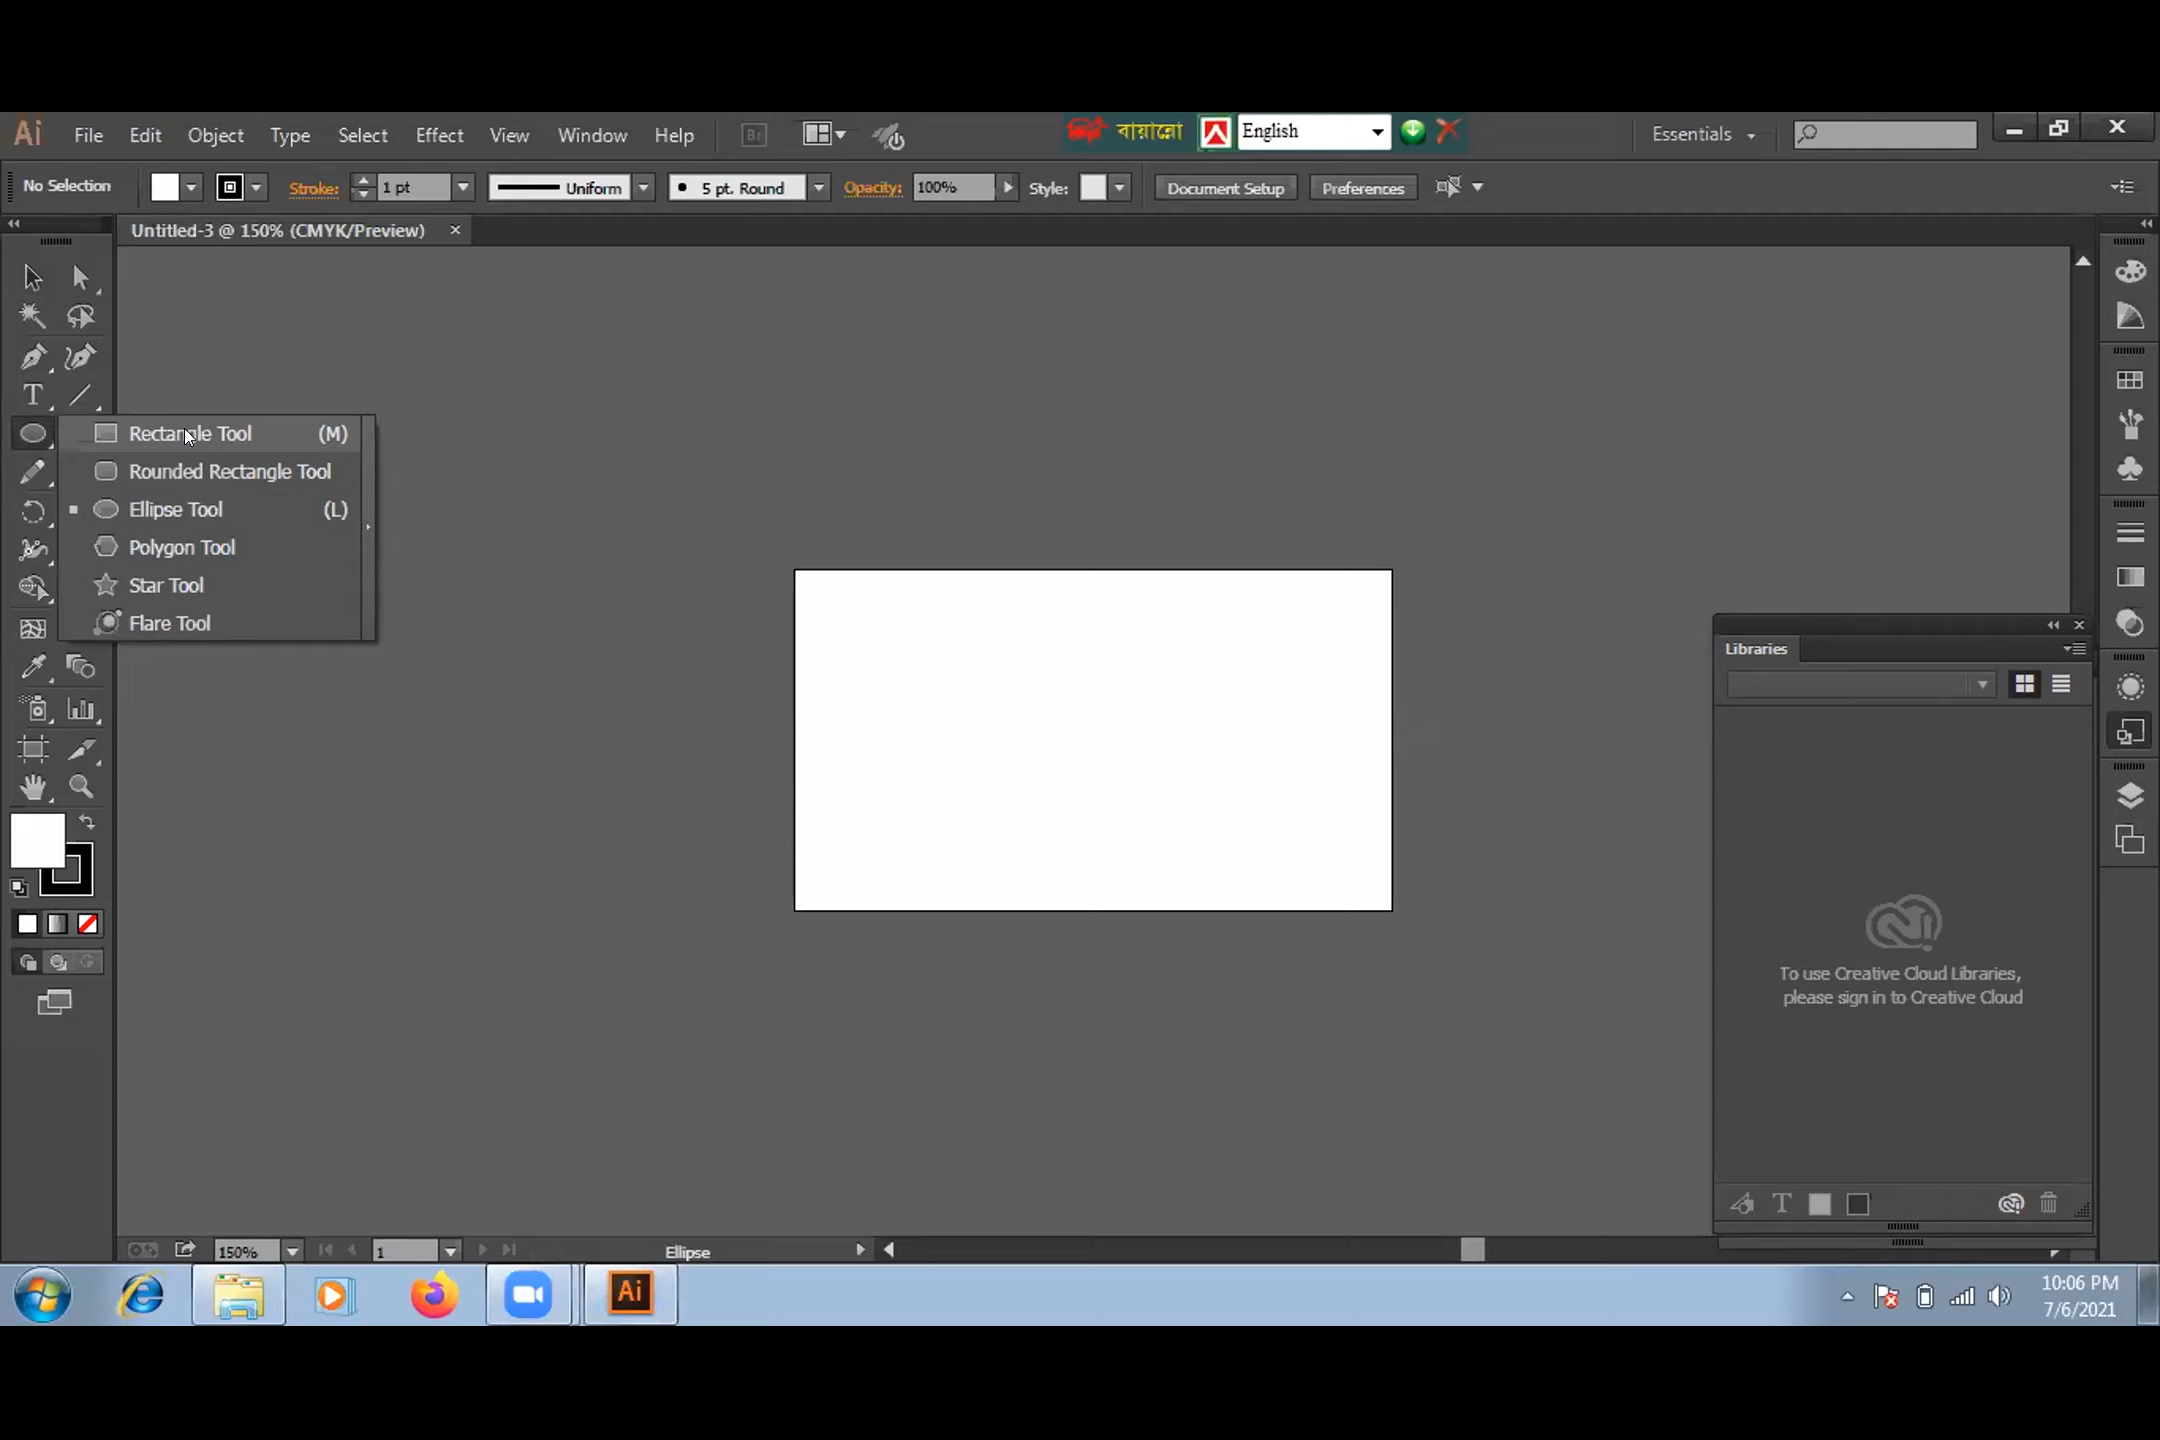 Ai File Edit Object Type Select Effect View Window Help Br বায়ান্নো English Essentials
No Selection Stroke: 1 pt Uniform 5 pt. Round Opacity: 100% Style: Document Setup Preferences
Untitled-3 @ 150% (CMYK/Preview)
T
Rectangle Tool (M)
Rounded Rectangle Tool
Ellipse Tool (L)
Polygon Tool
Star Tool
Flare Tool
Libraries
To use Creative Cloud Libraries,
please sign in to Creative Cloud
T
150% 1 Ellipse
Ai
10:06 PM
7/6/2021